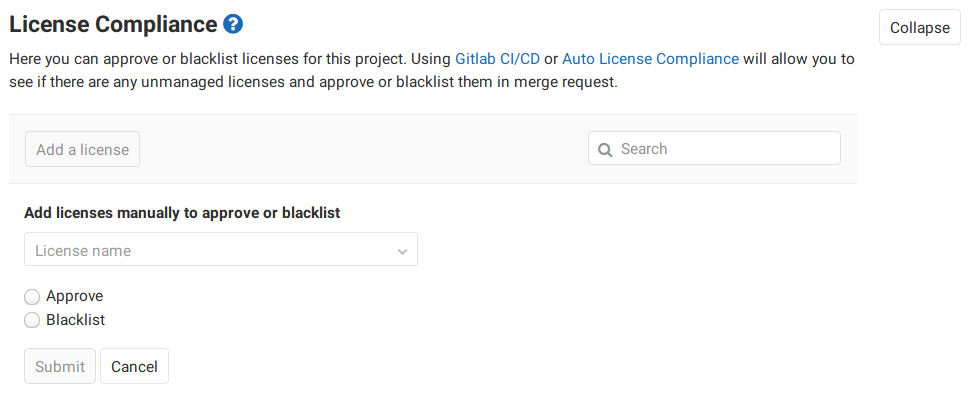 License Compliance ?
Collapse
Here you can approve or blacklist licenses for this project. Using Gitlab CI/CD or Auto License Compliance will allow you to
see if there are any unmanaged licenses and approve or blacklist them in merge request.
Add a license
Search
Add licenses manually to approve or blacklist
License name
Approve
Blacklist
Submit Cancel